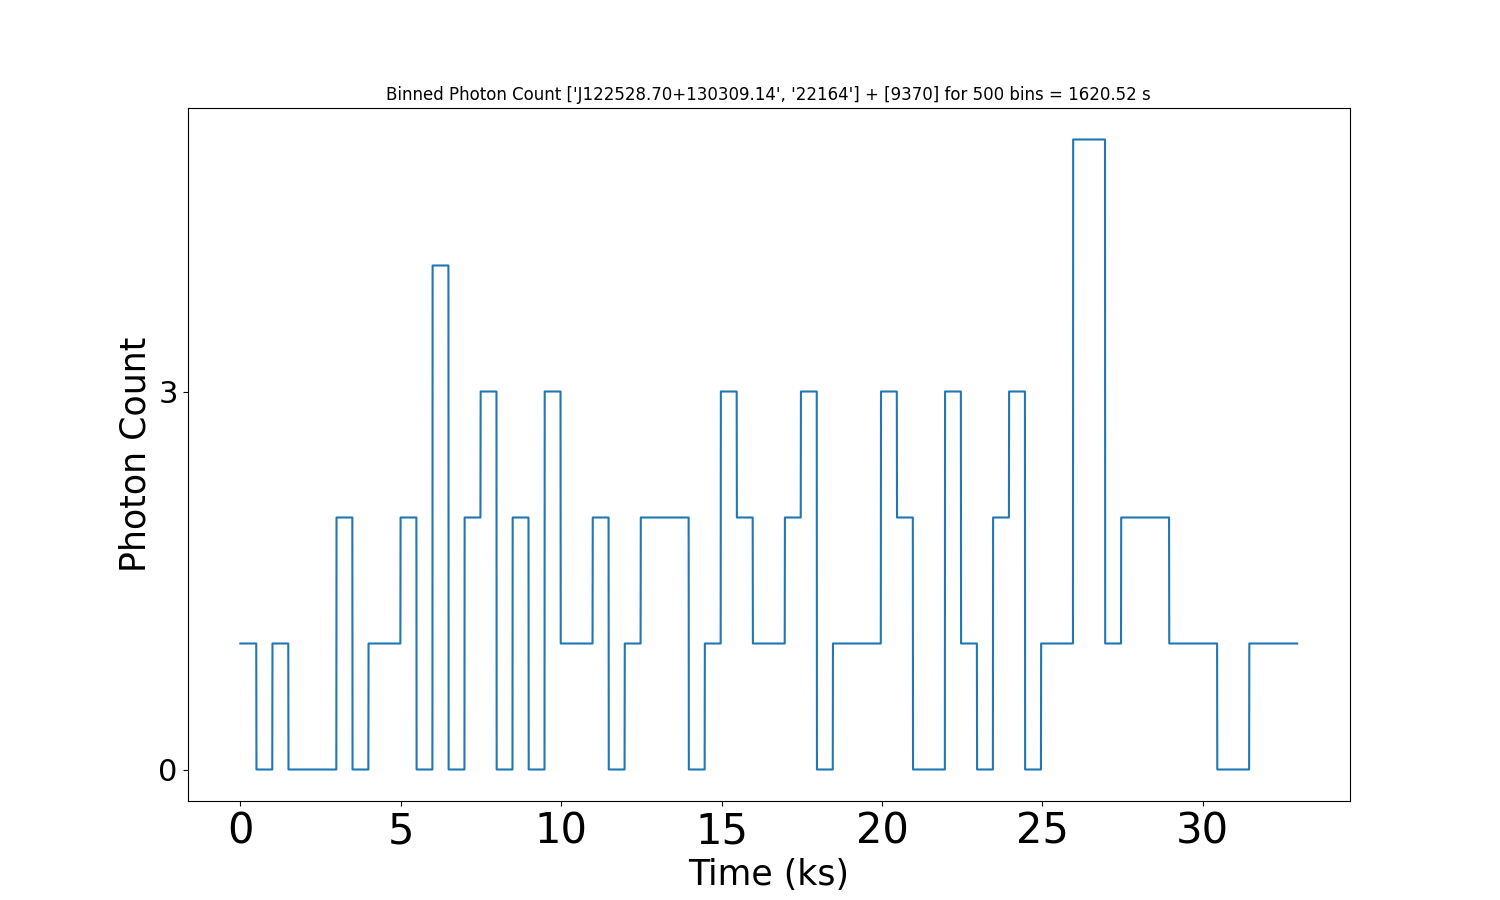 Binned Photon Count ['J122528.70+130309.14', '22164'] + [9370] for 500 bins = 1620.52 s
Photon Count
3
0
0 5 10 15 20 25 30
Time (ks)